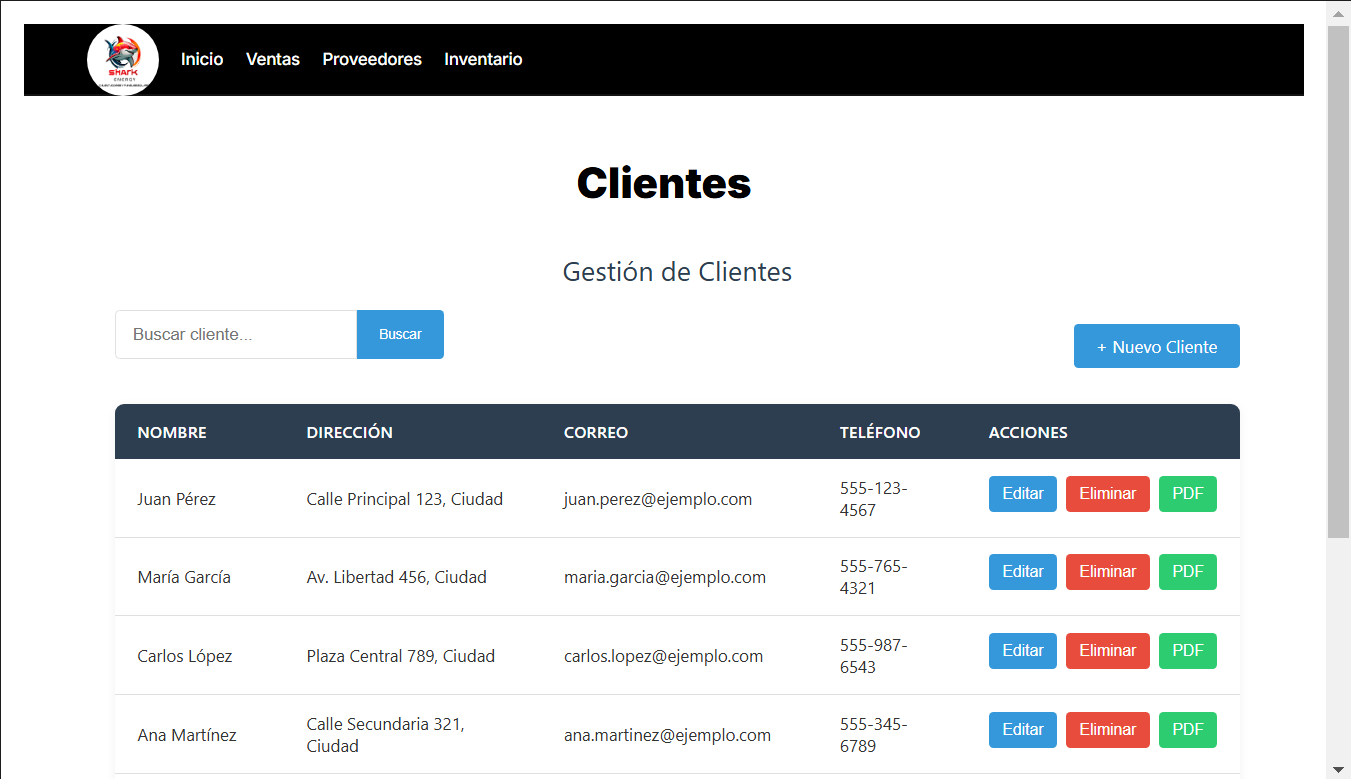 SHARK
ENERGY
Inicio Ventas Proveedores Inventario
Clientes
Gestión de Clientes
Buscar cliente... Buscar
+ Nuevo Cliente
NOMBRE DIRECCIÓN CORREO TELÉFONO ACCIONES
Juan Pérez Calle Principal 123, Ciudad juan.perez@ejemplo.com 555-123-
4567 Editar Eliminar PDF
María García Av. Libertad 456, Ciudad maria.garcia@ejemplo.com 555-765-
4321 Editar Eliminar PDF
Carlos López Plaza Central 789, Ciudad carlos.lopez@ejemplo.com 555-987-
6543 Editar Eliminar PDF
Ana Martínez Calle Secundaria 321,
Ciudad ana.martinez@ejemplo.com 555-345-
6789 Editar Eliminar PDF